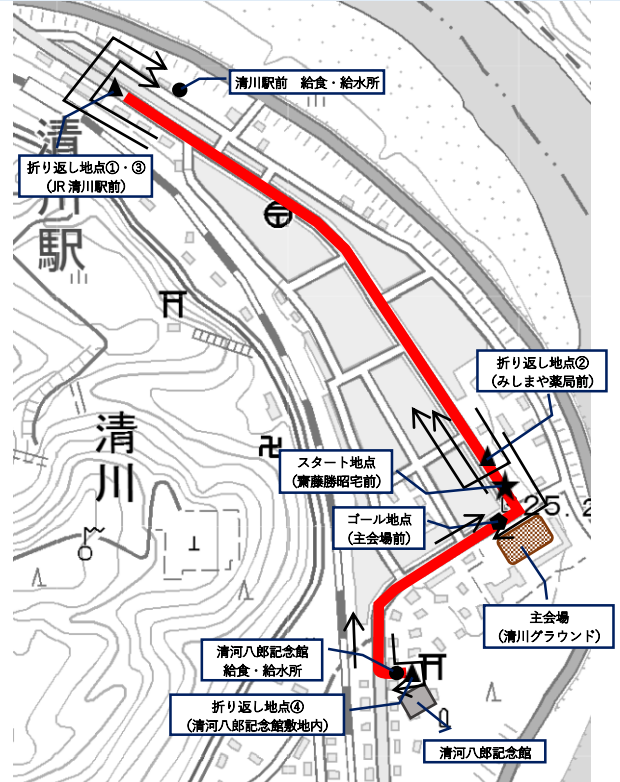 清川駅前 給食・給水所
折り返し地点①・③
(JR 清川駅前)
清川駅
折り返し地点②
(みしまや薬局前)
清川
スタート地点
(齋藤勝昭宅前)
25.2
ゴール地点
(主会場前)
主会場
(清川グラウンド)
清河八郎記念館
給食・給水所
折り返し地点④
(清河八郎記念館敷地内)
清河八郎記念館